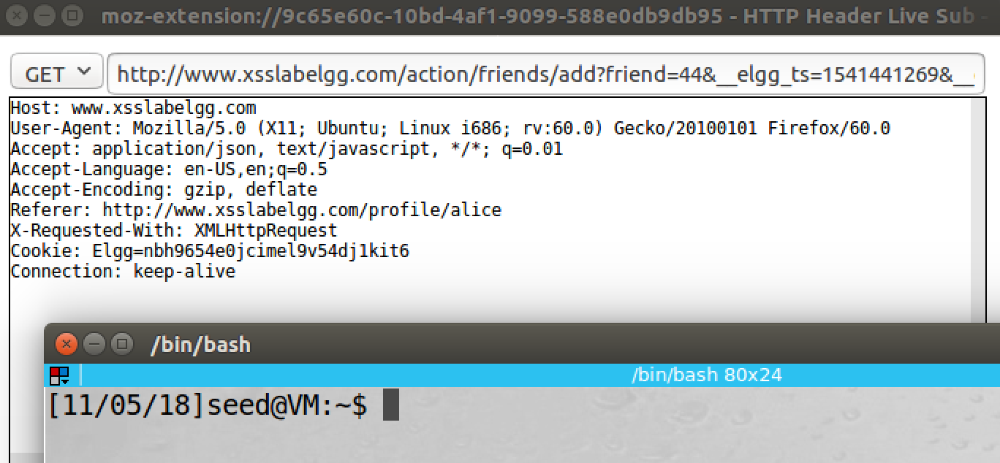 moz-extension://9c65e60c-10bd-4af1-9099-588e0db9db95 - HTTP Header Live Sub -
GET http://www.xsslabelgg.com/action/friends/add?friend=44&__elgg_ts=1541441269&__
Host: www.xsslabelgg.com
User-Agent: Mozilla/5.0 (X11; Ubuntu; Linux i686; rv:60.0) Gecko/20100101 Firefox/60.0
Accept: application/json, text/javascript, */*; q=0.01
Accept-Language: en-US,en;q=0.5
Accept-Encoding: gzip, deflate
Referer: http://www.xsslabelgg.com/profile/alice
X-Requested-With: XMLHttpRequest
Cookie: Elgg=nbh9654e0jcimel9v54dj1kit6
Connection: keep-alive
/bin/bash
/bin/bash 80x24
[11/05/18]seed@VM:~$